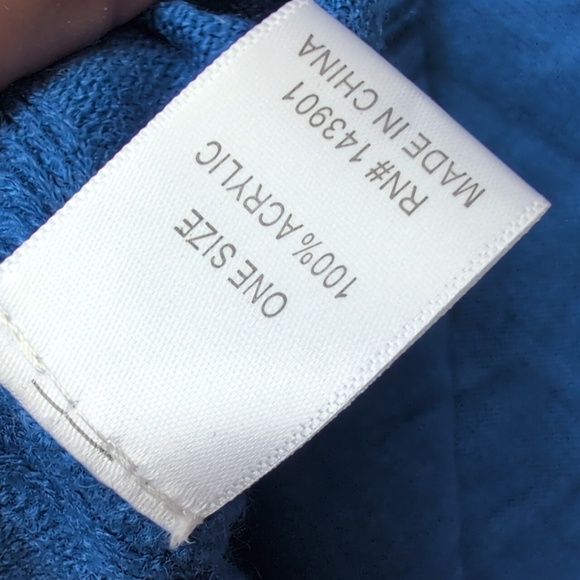 ONE SIZE
100% ACRYLIC
RN# 143901
MADE IN CHINA